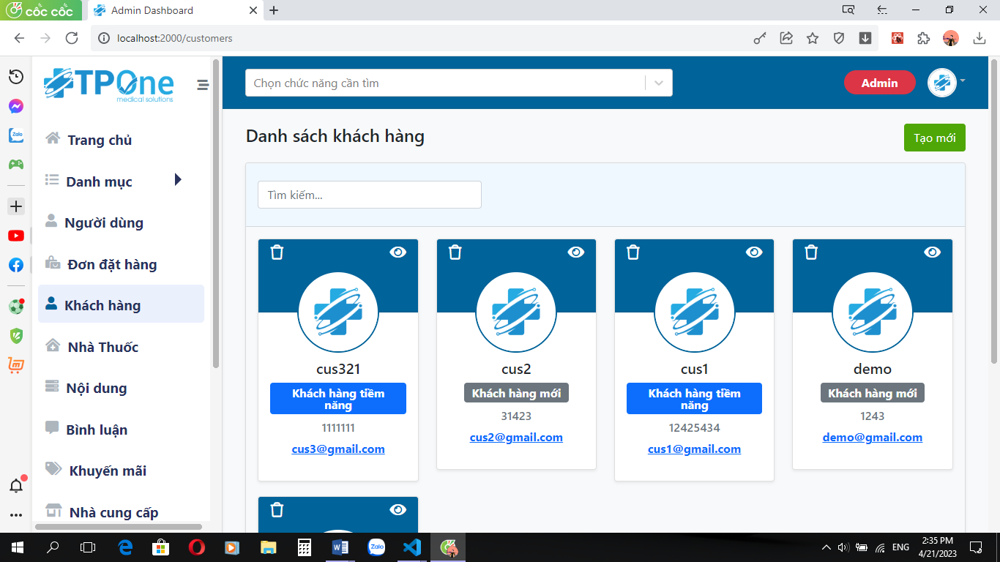 cốc cốc
Admin Dashboard
localhost:2000/customers
TPOne
medical solutions
Chọn chức năng cần tìm
Admin
Trang chủ
Danh mục
Người dùng
Đơn đặt hàng
Khách hàng
Nhà Thuốc
Nội dung
Bình luận
Khuyến mãi
Nhà cung cấp
Danh sách khách hàng
Tạo mới
Tìm kiếm...
cus321
Khách hàng tiềm
năng
1111111
cus3@gmail.com
cus2
Khách hàng mới
31423
cus2@gmail.com
cus1
Khách hàng tiềm
năng
12425434
cus1@gmail.com
demo
Khách hàng mới
1243
demo@gmail.com
Zalo
Zalo
ENG
2:35 PM
4/21/2023